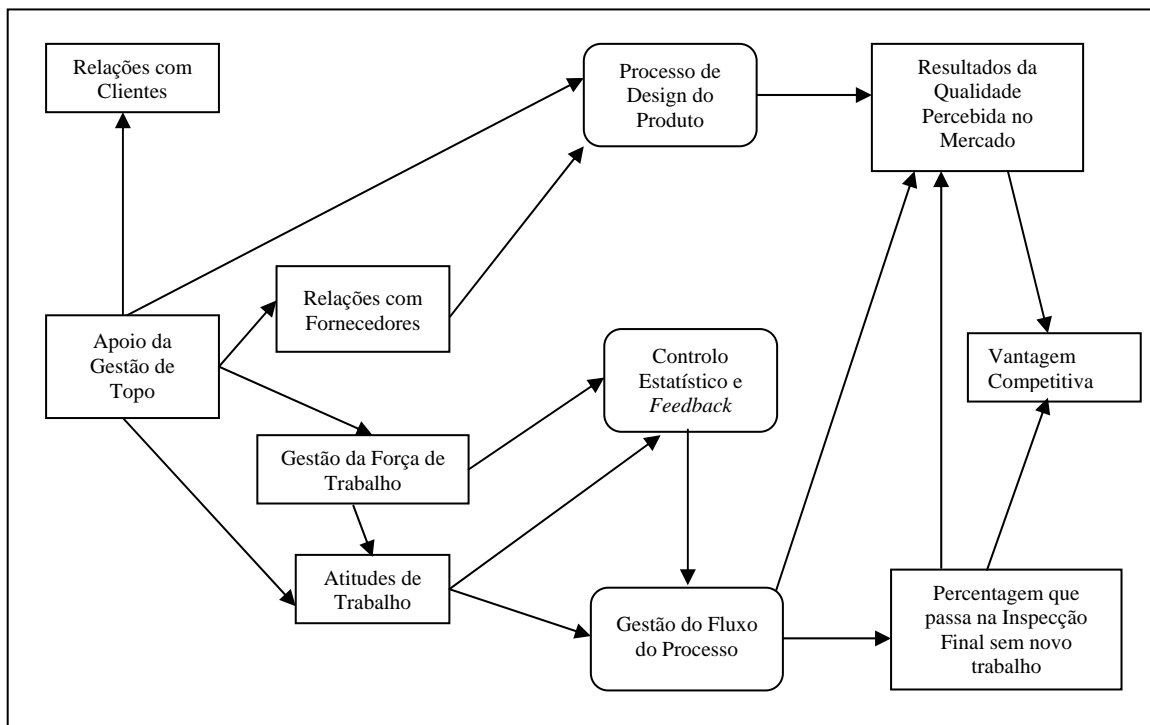 Relações com
Clientes
Processo de
Design do
Produto
Resultados da
Qualidade
Percebida no
Mercado
Relações com
Fornecedores
Apoio da
Gestão de
Topo
Controlo
Estatístico e
Feedback
Vantagem
Competitiva
Gestão da Força de
Trabalho
Atitudes de
Trabalho
Gestão do Fluxo
do Processo
Percentagem que
passa na Inspecção
Final sem novo
trabalho